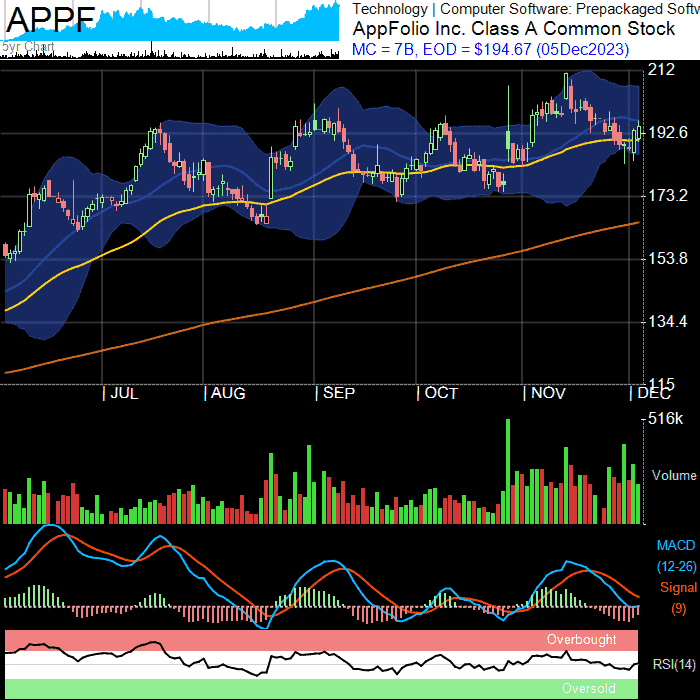 APPF
5yr Chart
Technology | Computer Software: Prepackaged Softw
AppFolio Inc. Class A Common Stock
MC = 7B, EOD = $194.67 (05Dec2023)
212
192.6
173.2
153.8
134.4
115
| JUL | AUG | SEP | OCT | NOV | DEC
516k
Volume
MACD
(12-26)
Signal
(9)
Overbought
RSI(14)
Oversold